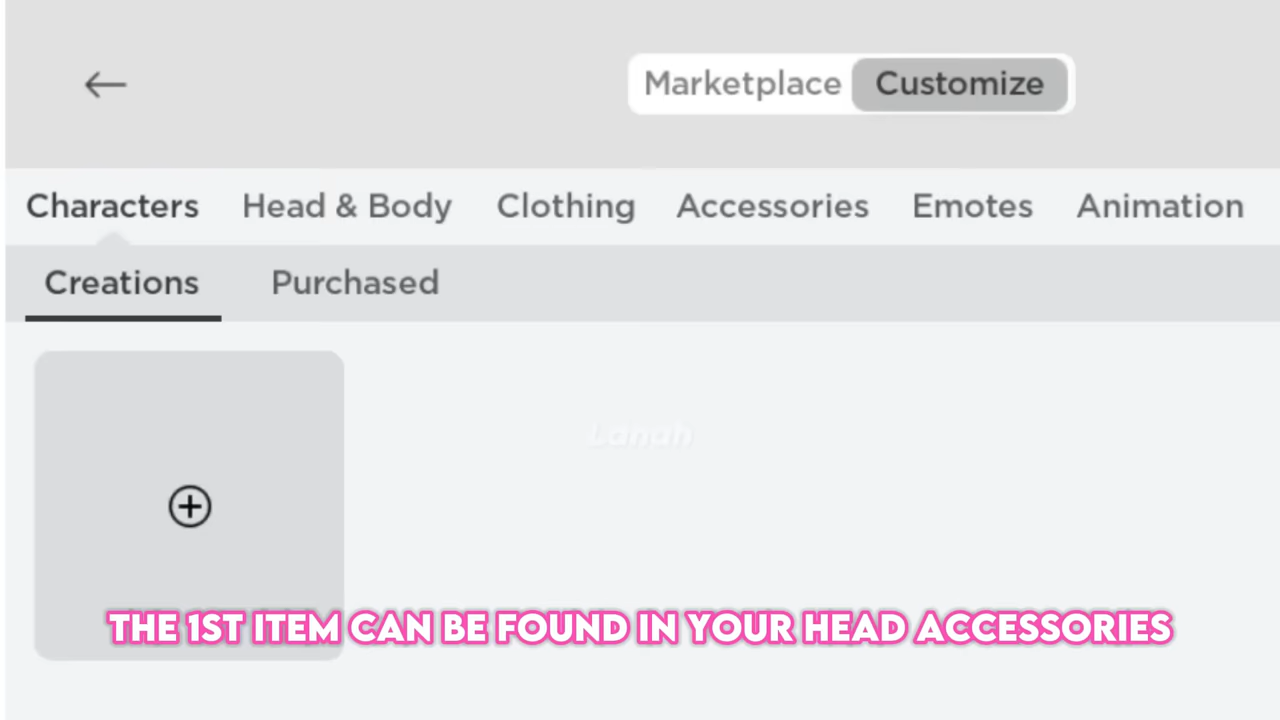 Marketplace Customize
Characters Head & Body Clothing Accessories Emotes Animation
Creations Purchased
Lanah
THE 1ST ITEM CAN BE FOUND IN YOUR HEAD ACCESSORIES